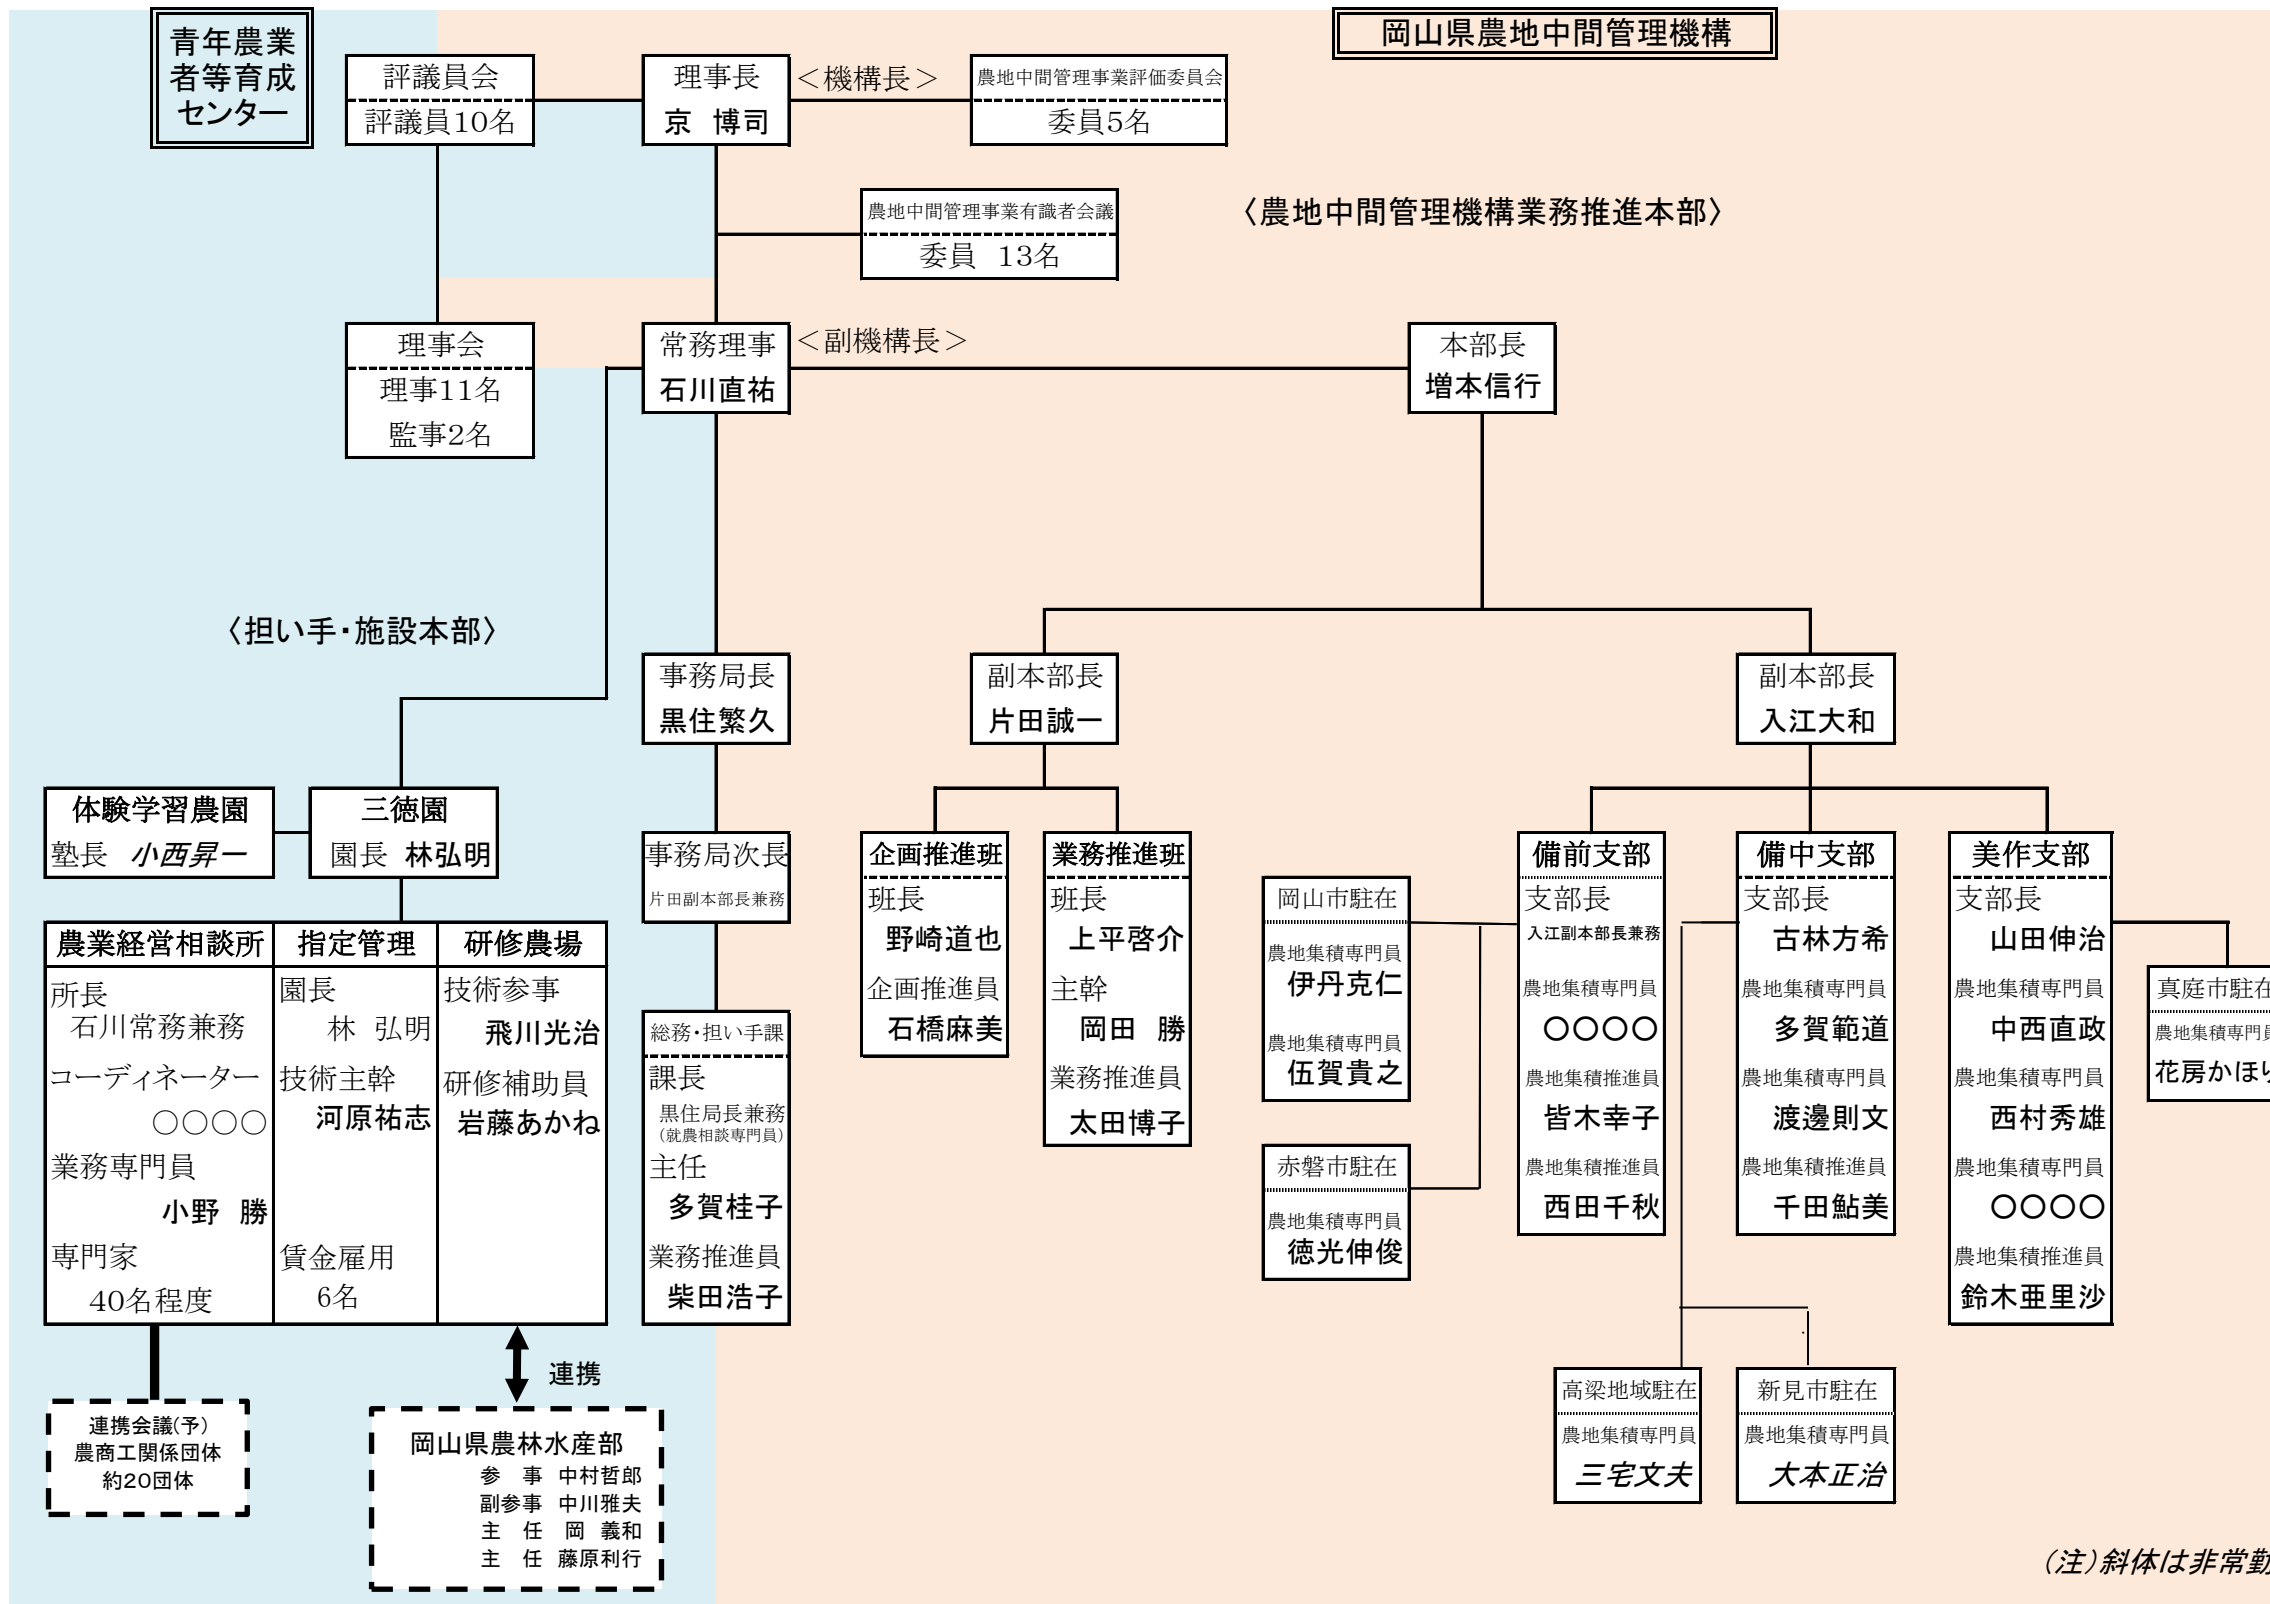 青年農業
者等育成
センター
岡山県農地中間管理機構
評議員会
評議員10名
理事長
京　博司
＜機構長＞
農地中間管理事業評価委員会
委員5名
農地中間管理事業有識者会議
委員　13名
〈農地中間管理機構業務推進本部〉
理事会
理事11名
監事2名
常務理事
石川直祐
＜副機構長＞
本部長
増本信行
〈担い手・施設本部〉
事務局長
黒住繁久
副本部長
片田誠一
副本部長
入江大和
体験学習農園
塾長　小西昇一
三徳園
園長　林弘明
事務局次長
片田副本部長兼務
農業経営相談所
所長
石川常務兼務
コーディネーター
○○○○
業務専門員
小野　勝
専門家
40名程度
指定管理
園長
林　弘明
技術主幹
河原祐志
賃金雇用
6名
研修農場
技術参事
飛川光治
研修補助員
岩藤あかね
総務・担い手課
課長
黒住局長兼務
(就農相談専門員)
主任
多賀桂子
業務推進員
柴田浩子
企画推進班
班長
野崎道也
企画推進員
石橋麻美
業務推進班
班長
上平啓介
主幹
岡田　勝
業務推進員
太田博子
岡山市駐在
農地集積専門員
伊丹克仁
農地集積専門員
伍賀貴之
赤磐市駐在
農地集積専門員
徳光伸俊
備前支部
支部長
入江副本部長兼務
農地集積専門員
○○○○
農地集積推進員
皆木幸子
農地集積推進員
西田千秋
備中支部
支部長
古林方希
農地集積専門員
多賀範道
農地集積専門員
渡邊則文
農地集積推進員
千田鮎美
美作支部
支部長
山田伸治
農地集積専門員
中西直政
農地集積専門員
西村秀雄
農地集積専門員
○○○○
農地集積推進員
鈴木亜里沙
真庭市駐在
農地集積専門員
花房かほり
高梁地域駐在
農地集積専門員
三宅文夫
新見市駐在
農地集積専門員
大本正治
連携
連携会議(予)
農商工関係団体
約20団体
岡山県農林水産部
参　事　中村哲郎
副参事　中川雅夫
主　任　岡　義和
主　任　藤原利行
(注)斜体は非常勤